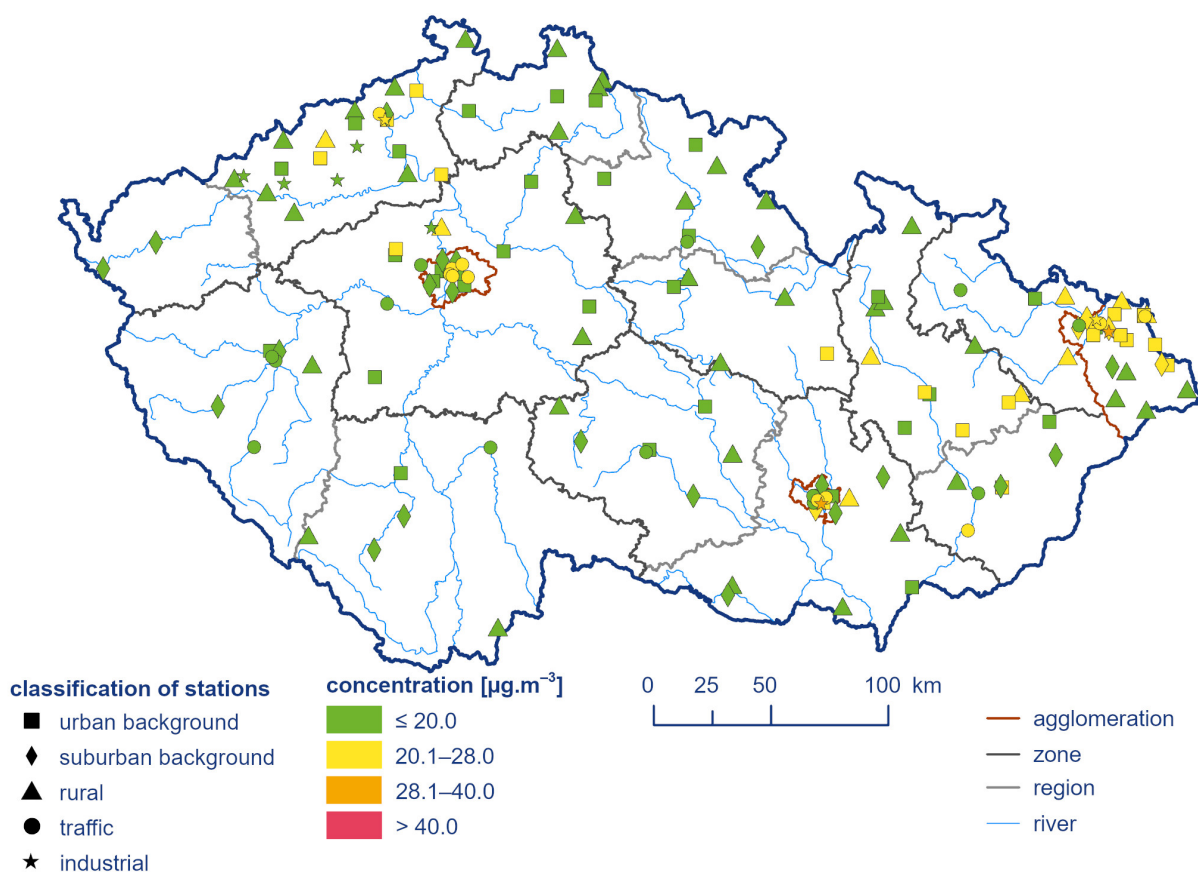 classification of stations
urban background
suburban background
rural
traffic
industrial
concentration [µg.m⁻³]
≤ 20.0
20.1–28.0
28.1–40.0
> 40.0
0 25 50 100 km
agglomeration
zone
region
river